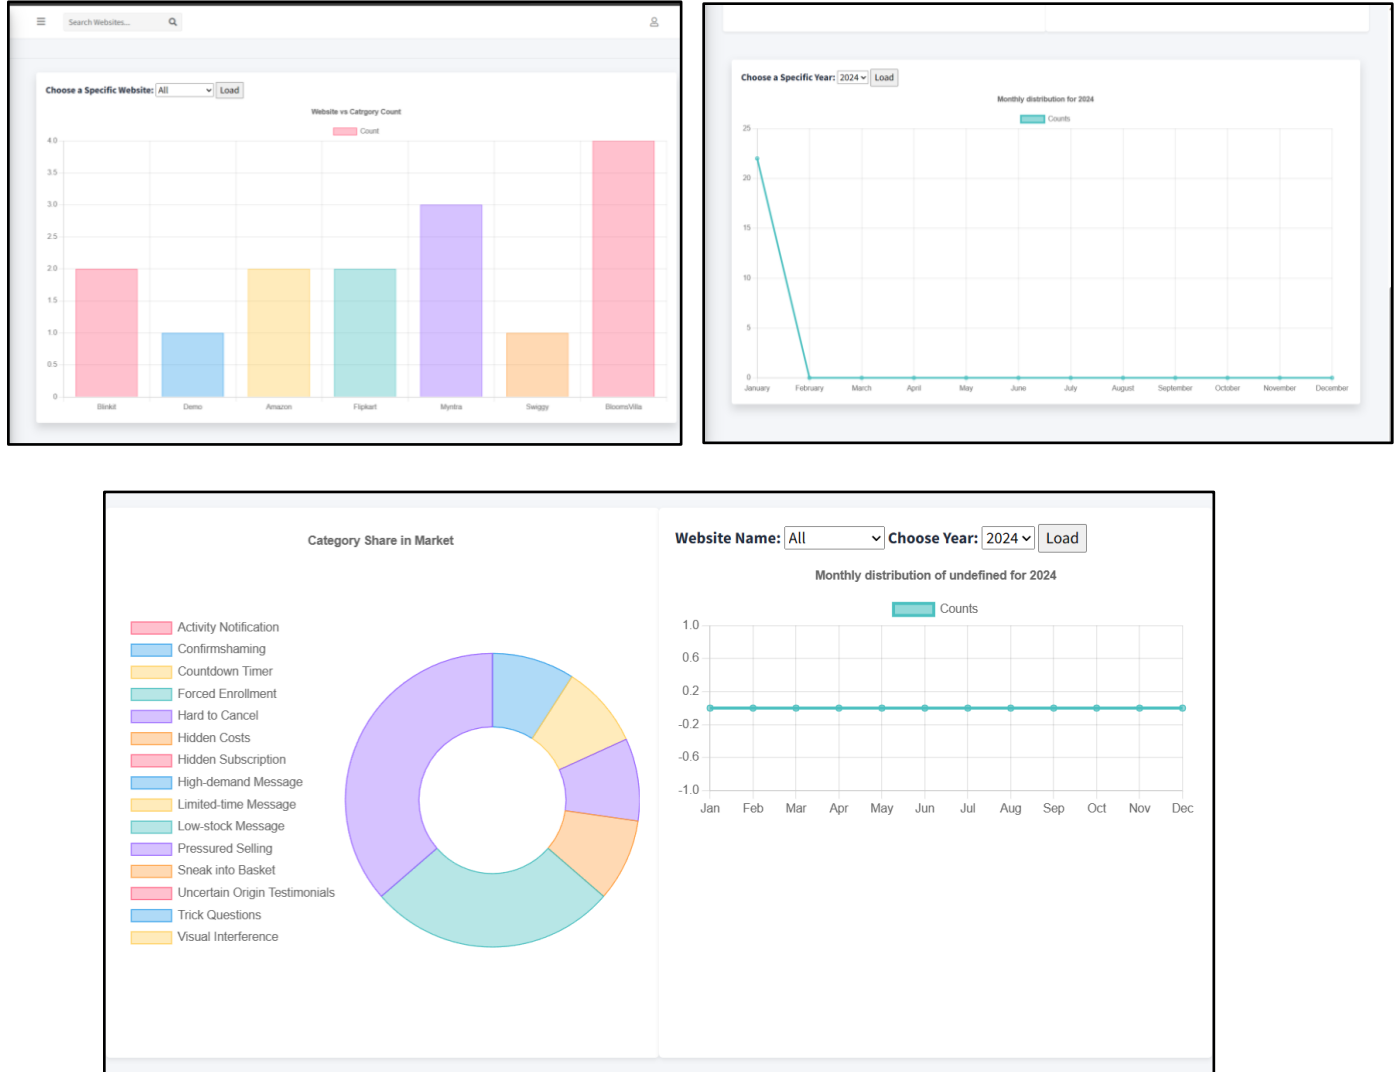 Search Websites...
Choose a Specific Website: All Load
Website vs Catrgory Count
Count
4.0
3.5
3.0
2.5
2.0
1.5
1.0
0.5
0
Blinkit Demo Amazon Flipkart Myntra Swiggy BloomsVilla
Choose a Specific Year: 2024 Load
Monthly distribution for 2024
Counts
25
20
15
10
5
0
January February March April May June July August September October November December
Category Share in Market
Activity Notification
Confirmshaming
Countdown Timer
Forced Enrollment
Hard to Cancel
Hidden Costs
Hidden Subscription
High-demand Message
Limited-time Message
Low-stock Message
Pressured Selling
Sneak into Basket
Uncertain Origin Testimonials
Trick Questions
Visual Interference
Website Name: All Choose Year: 2024 Load
Monthly distribution of undefined for 2024
Counts
1.0
0.6
0.2
-0.2
-0.6
-1.0
Jan Feb Mar Apr May Jun Jul Aug Sep Oct Nov Dec